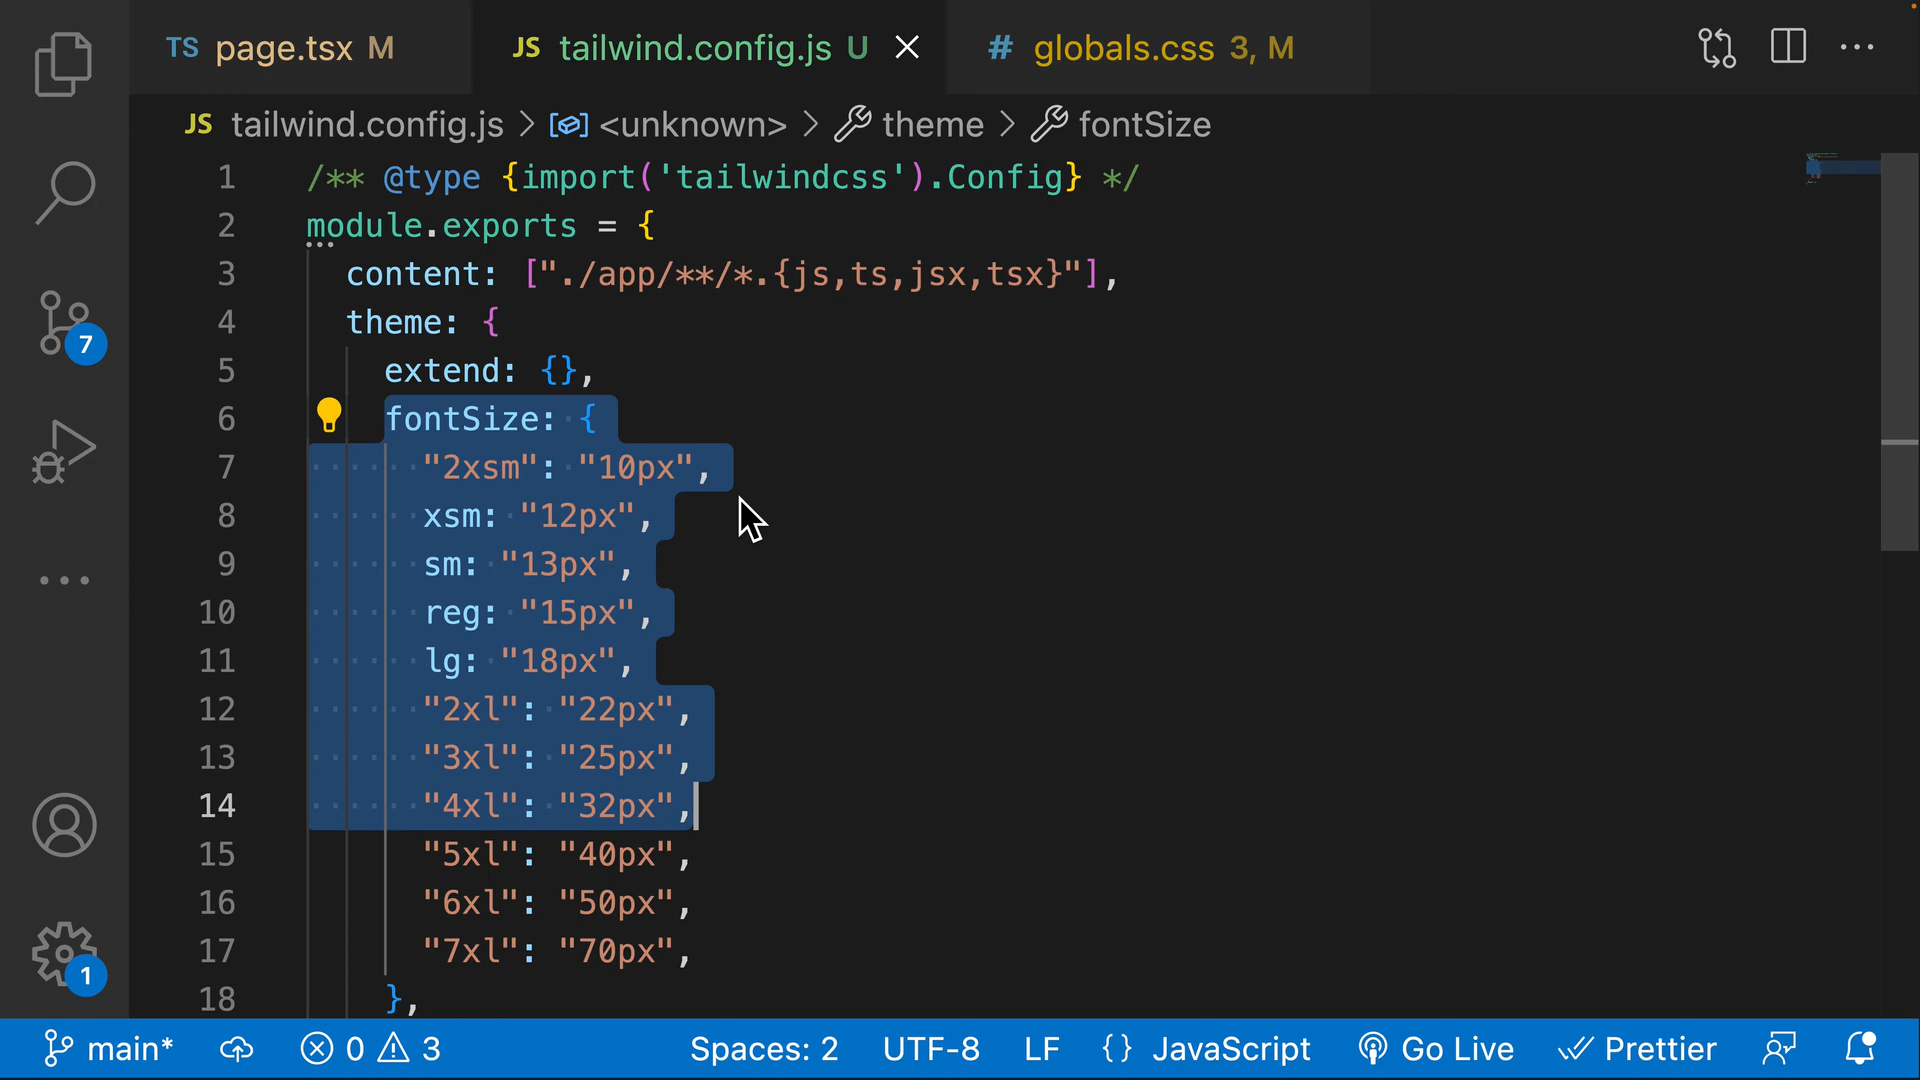 TS page.tsx M
JS tailwind.config.js U
# globals.css 3, M
JS tailwind.config.js > <unknown> > theme > fontSize
1 /** @type {import('tailwindcss').Config} */
2 module.exports = {
3 content: ["./app/**/*.{js,ts,jsx,tsx}"],
4 theme: {
5 extend: {},
6 fontSize: {
7 "2xsm": "10px",
8 xsm: "12px",
9 sm: "13px",
10 reg: "15px",
11 lg: "18px",
12 "2xl": "22px",
13 "3xl": "25px",
14 "4xl": "32px",
15 "5xl": "40px",
16 "6xl": "50px",
17 "7xl": "70px",
18 },
7
1
main* 0 3 Spaces: 2 UTF-8 LF {} JavaScript Go Live Prettier